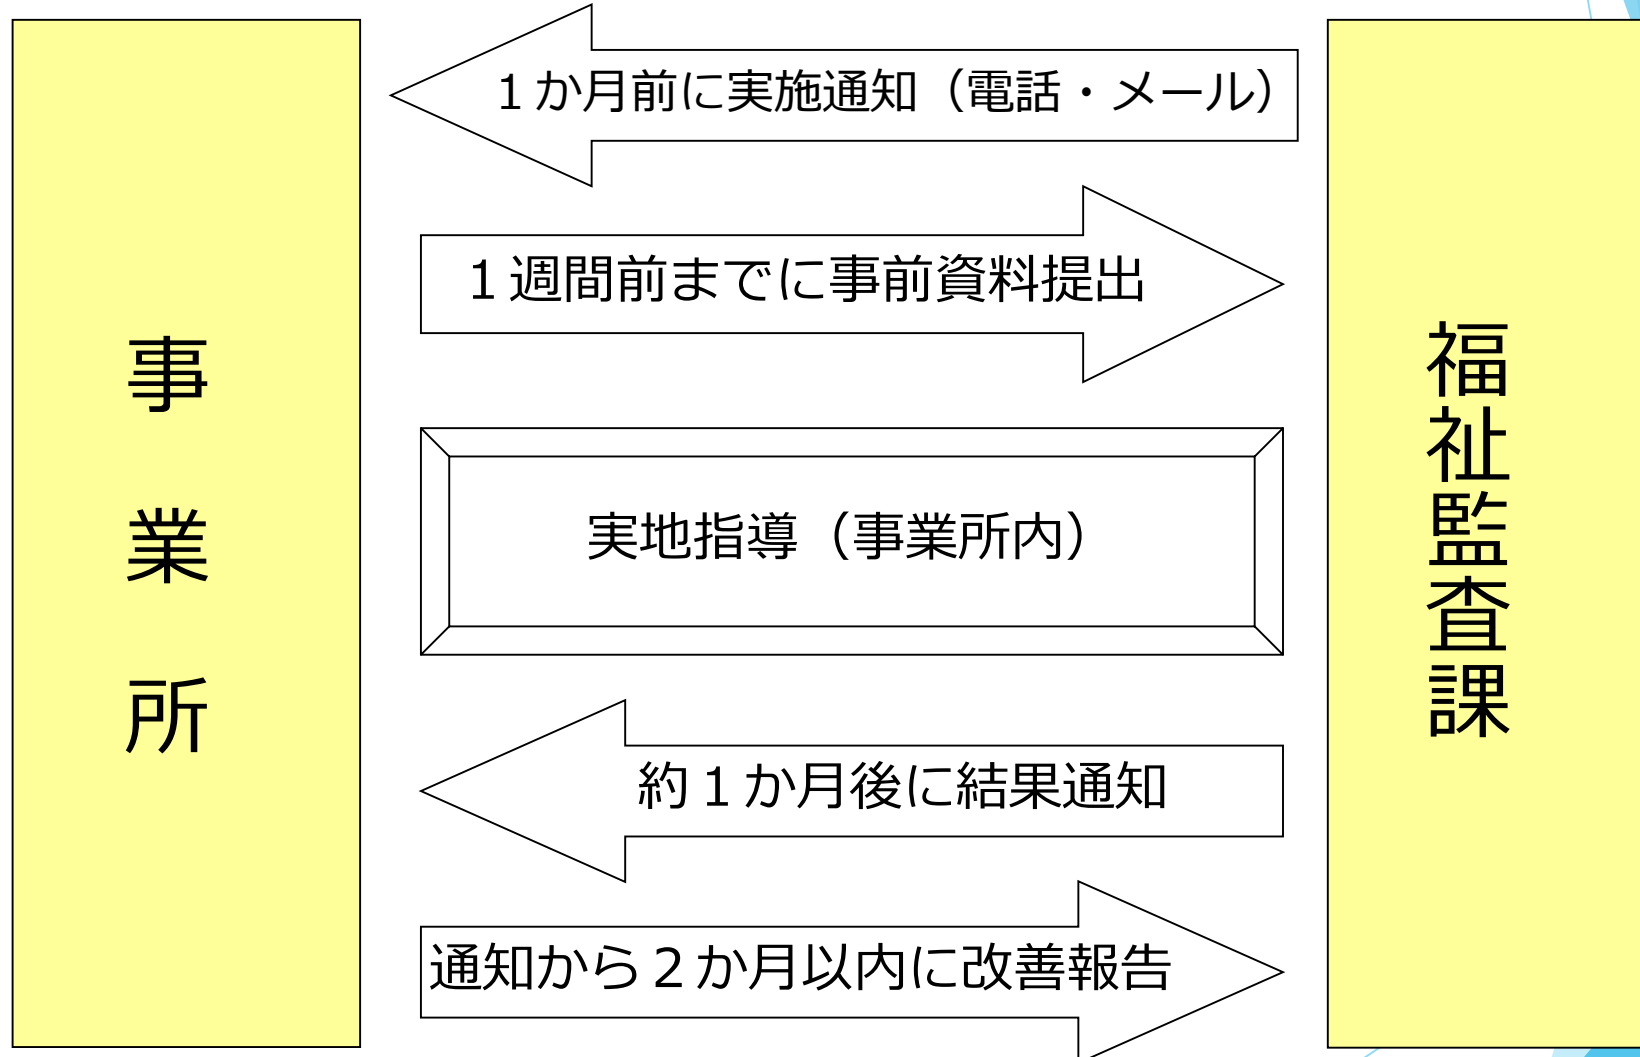 事業所
１か月前に実施通知（電話・メール）
１週間前までに事前資料提出
実地指導（事業所内）
約１か月後に結果通知
通知から２か月以内に改善報告
福祉監査課